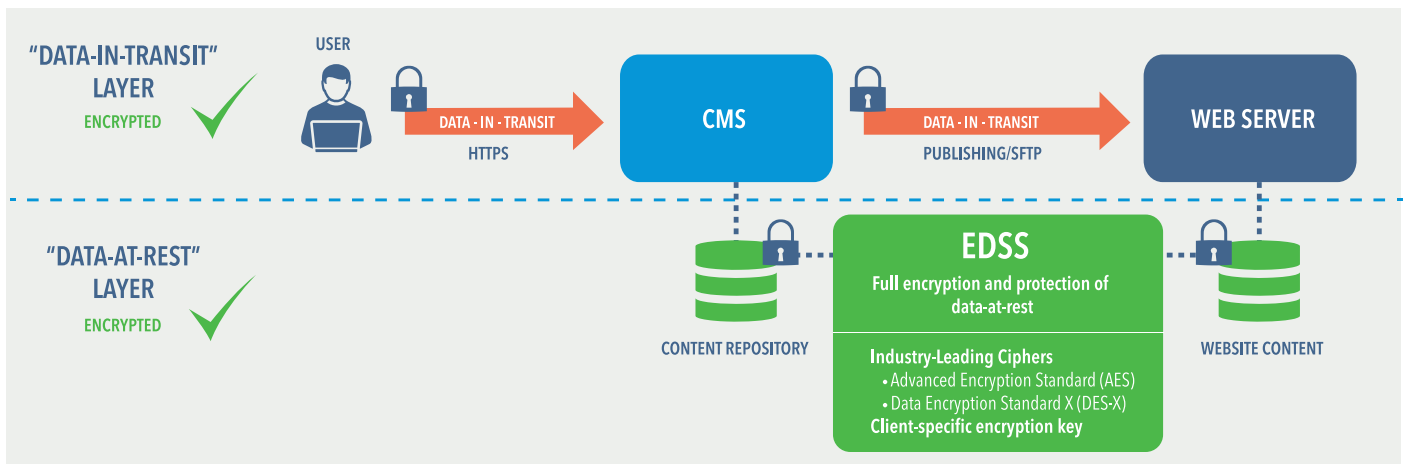 “DATA-IN-TRANSIT”
LAYER
ENCRYPTED
USER
DATA - IN - TRANSIT
HTTPS
CMS
DATA - IN - TRANSIT
PUBLISHING/SFTP
WEB SERVER
“DATA-AT-REST”
LAYER
ENCRYPTED
CONTENT REPOSITORY
EDSS
Full encryption and protection of
data-at-rest
Industry-Leading Ciphers
• Advanced Encryption Standard (AES)
• Data Encryption Standard X (DES-X)
Client-specific encryption key
WEBSITE CONTENT